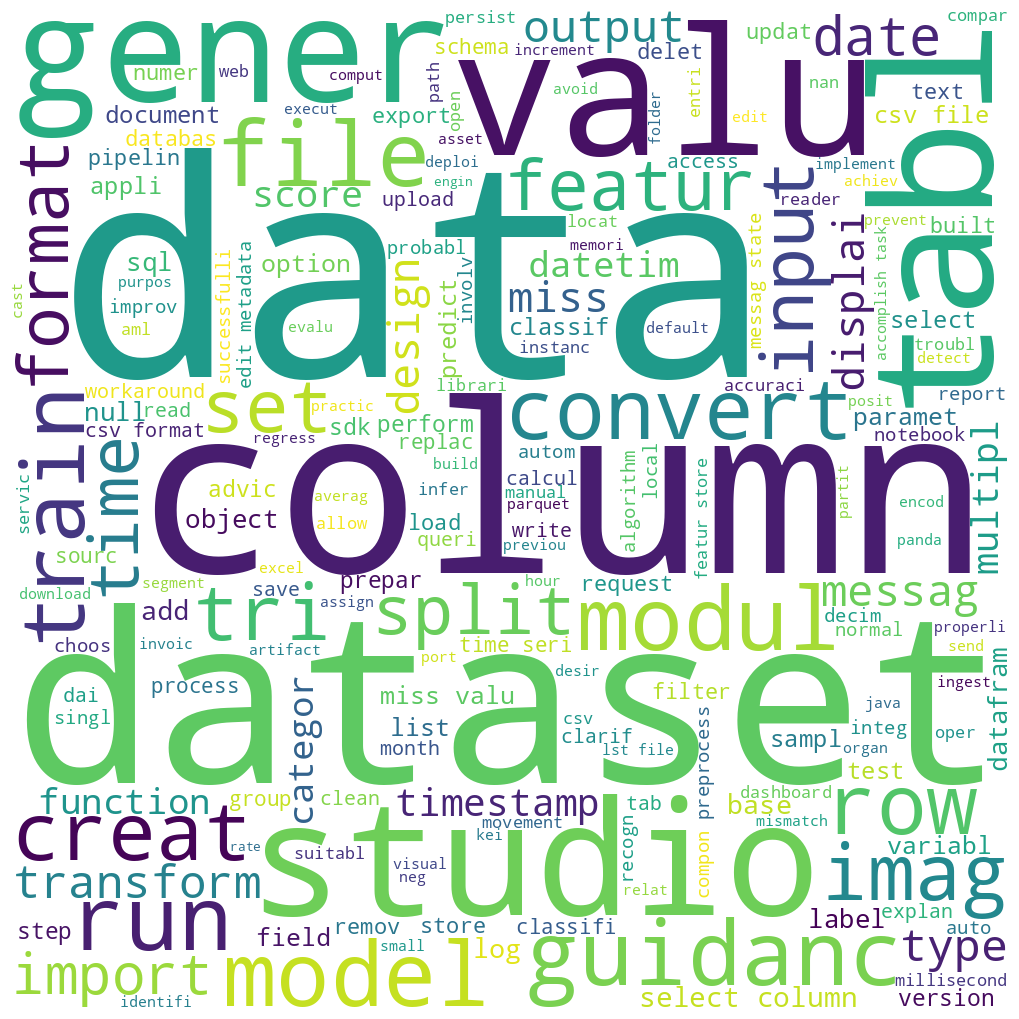 gener
persist
output
compar
schema
increment
delet
updat
date
numer
web
comput
path
valu
nan
text
tabl
document
execut
export
open
avoid
folder
entri
edit
csv file
databas
file
asset
pipelin
format
deploi
access
implement
appli
score
upload
engin
featur
input
achiev
reader
data
locat
message state
displai
prevent
built
sql
option
probabl
memori
purpos
involv
datetim
cast
improv
successfulli
edit metadata
design
predict
miss
accomplish task
select
aml
evalu
classif
default
troubl
instanc
detect
workaround
librari
accuraci
report
train
null
read
set
practic
convert
posit
paramet
csv format
sdk
perform
notebook
time
regress
replac
autom
multipl
build
calcul
algorithm
local
featur store
partit
servic
advic
averag
infer
manual
parquet
encod
object
allow
load
write
column
queri
previou
panda
sourc
excel
segment
prepar
hour
request
download
save
assign
add
tri
split
modul
messag
decim
choos
invoic
artifact
time seri
normal
properli
port
desir
send
dai
process
miss valu
filter
ingest
singl
categor
dataset
list
csv
java
month
clarif
lst file
preprocess
sampl
integ
oper
datafram
organ
test
function
group
clean
timestamp
tab
base
dashboard
row
creat
movement
mismatch
kei
rate
suitabl
studio
recogn
compon
variabl
visual
neg
relat
transform
imag
run
step
field
remov
store
classifi
label
explan
auto
small
log
guidanc
type
import
model
millisecond
identifi
select column
version